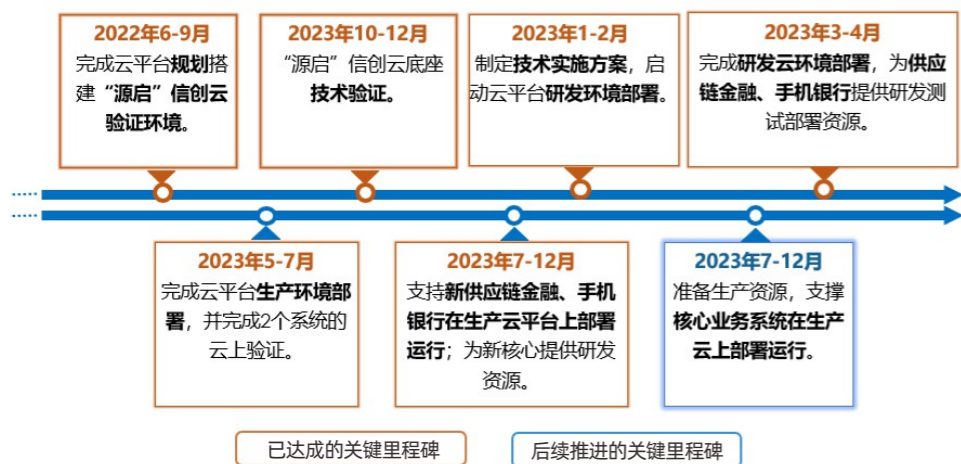 2022年6-9月
完成云平台规划搭
建“源启”信创云
验证环境。
2023年10-12月
“源启”信创云底座
技术验证。
2023年1-2月
制定技术实施方案，启
动云平台研发环境部署。
2023年3-4月
完成研发云环境部署，为供应
链金融、手机银行提供研发测
试部署资源。
2023年5-7月
完成云平台生产环境部
署，并完成2个系统的
云上验证。
2023年7-12月
支持新供应链金融、手机
银行在生产云平台上部署
运行；为新核心提供研发
资源。
2023年7-12月
准备生产资源，支撑
核心业务系统在生产
云上部署运行。
已达成的关键里程碑
后续推进的关键里程碑